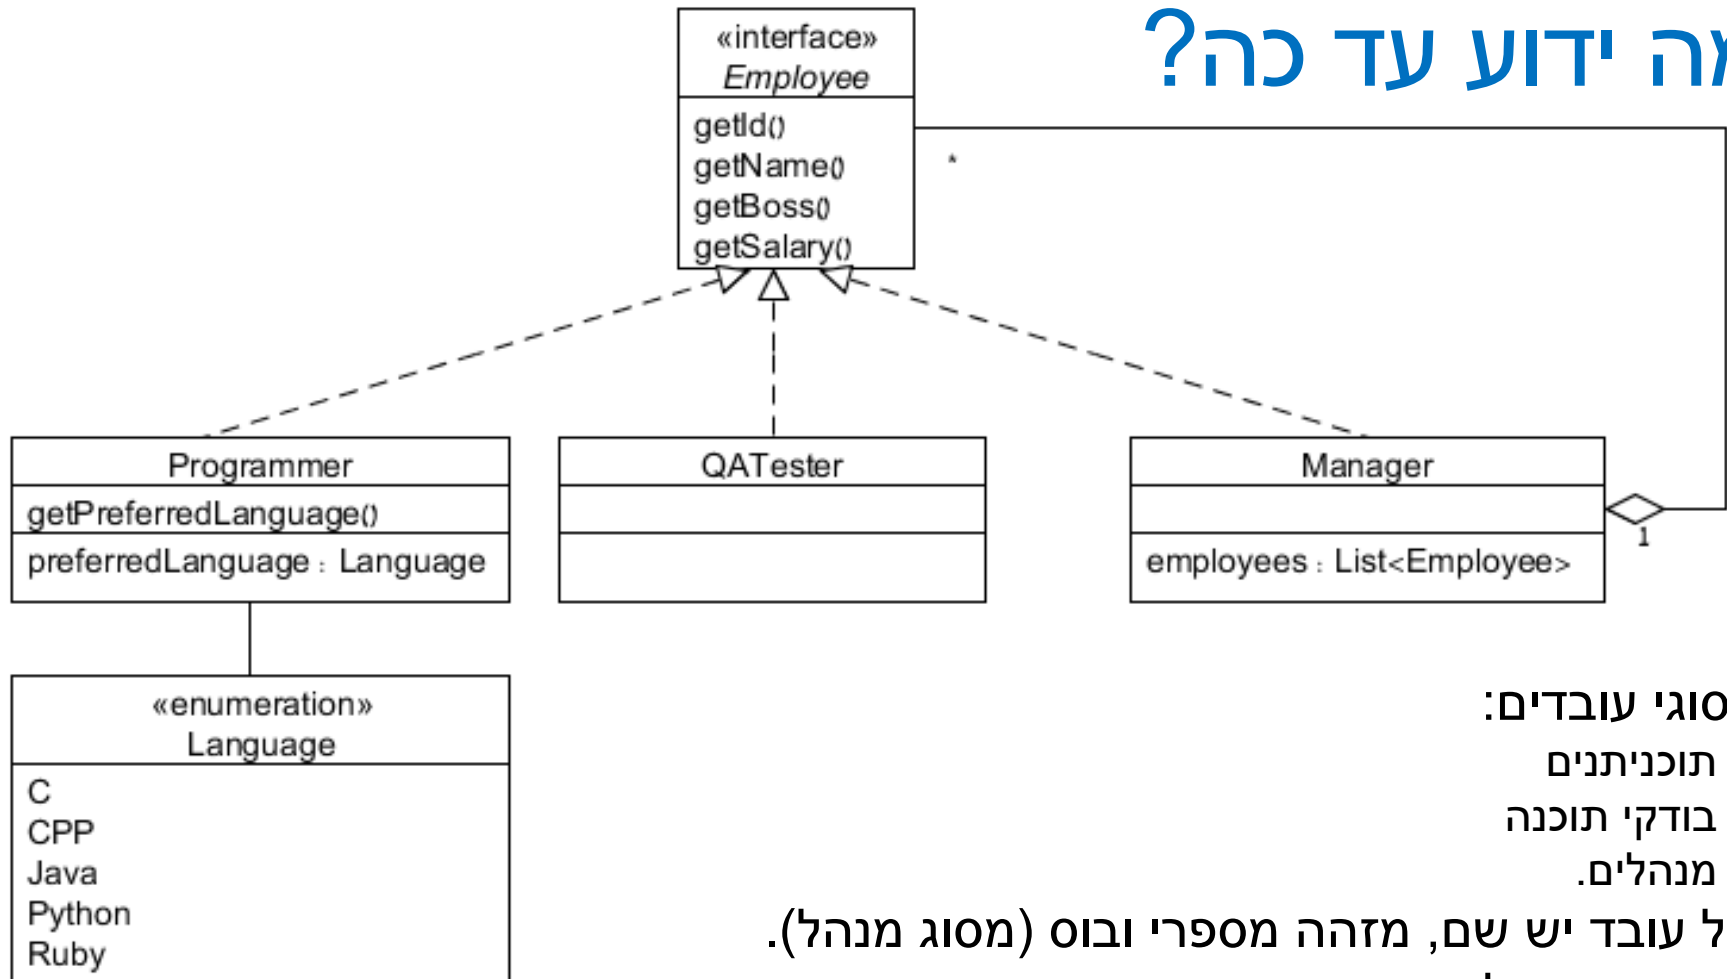 מה ידוע עד כה?
«interface»
Employee
getId()
getName()
getBoss()
getSalary()
*
Programmer
getPreferredLanguage()
preferredLanguage : Language
QATester
Manager
employees : List<Employee>
1
«enumeration»
Language
C
CPP
Java
Python
Ruby
סוגי עובדים:
תוכניתנים
בודקי תוכנה
מנהלים.
עובד יש שם, מזהה מספרי ובוס (מסוג מנהל).